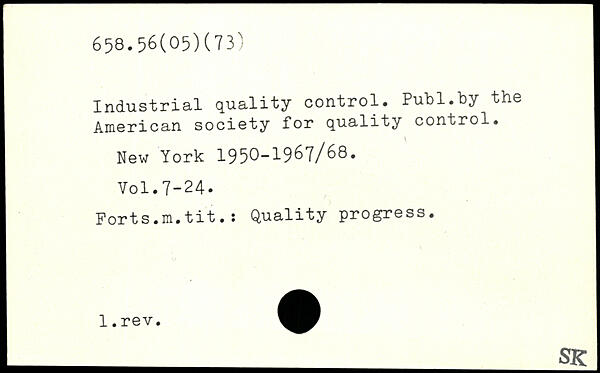 658.56(05)(73)
Industrial quality control. Publ.by the
American society for quality control.
New York 1950-1967/68.
Vol.7-24.
Forts.m.tit.: Quality progress.
1.rev.
SK